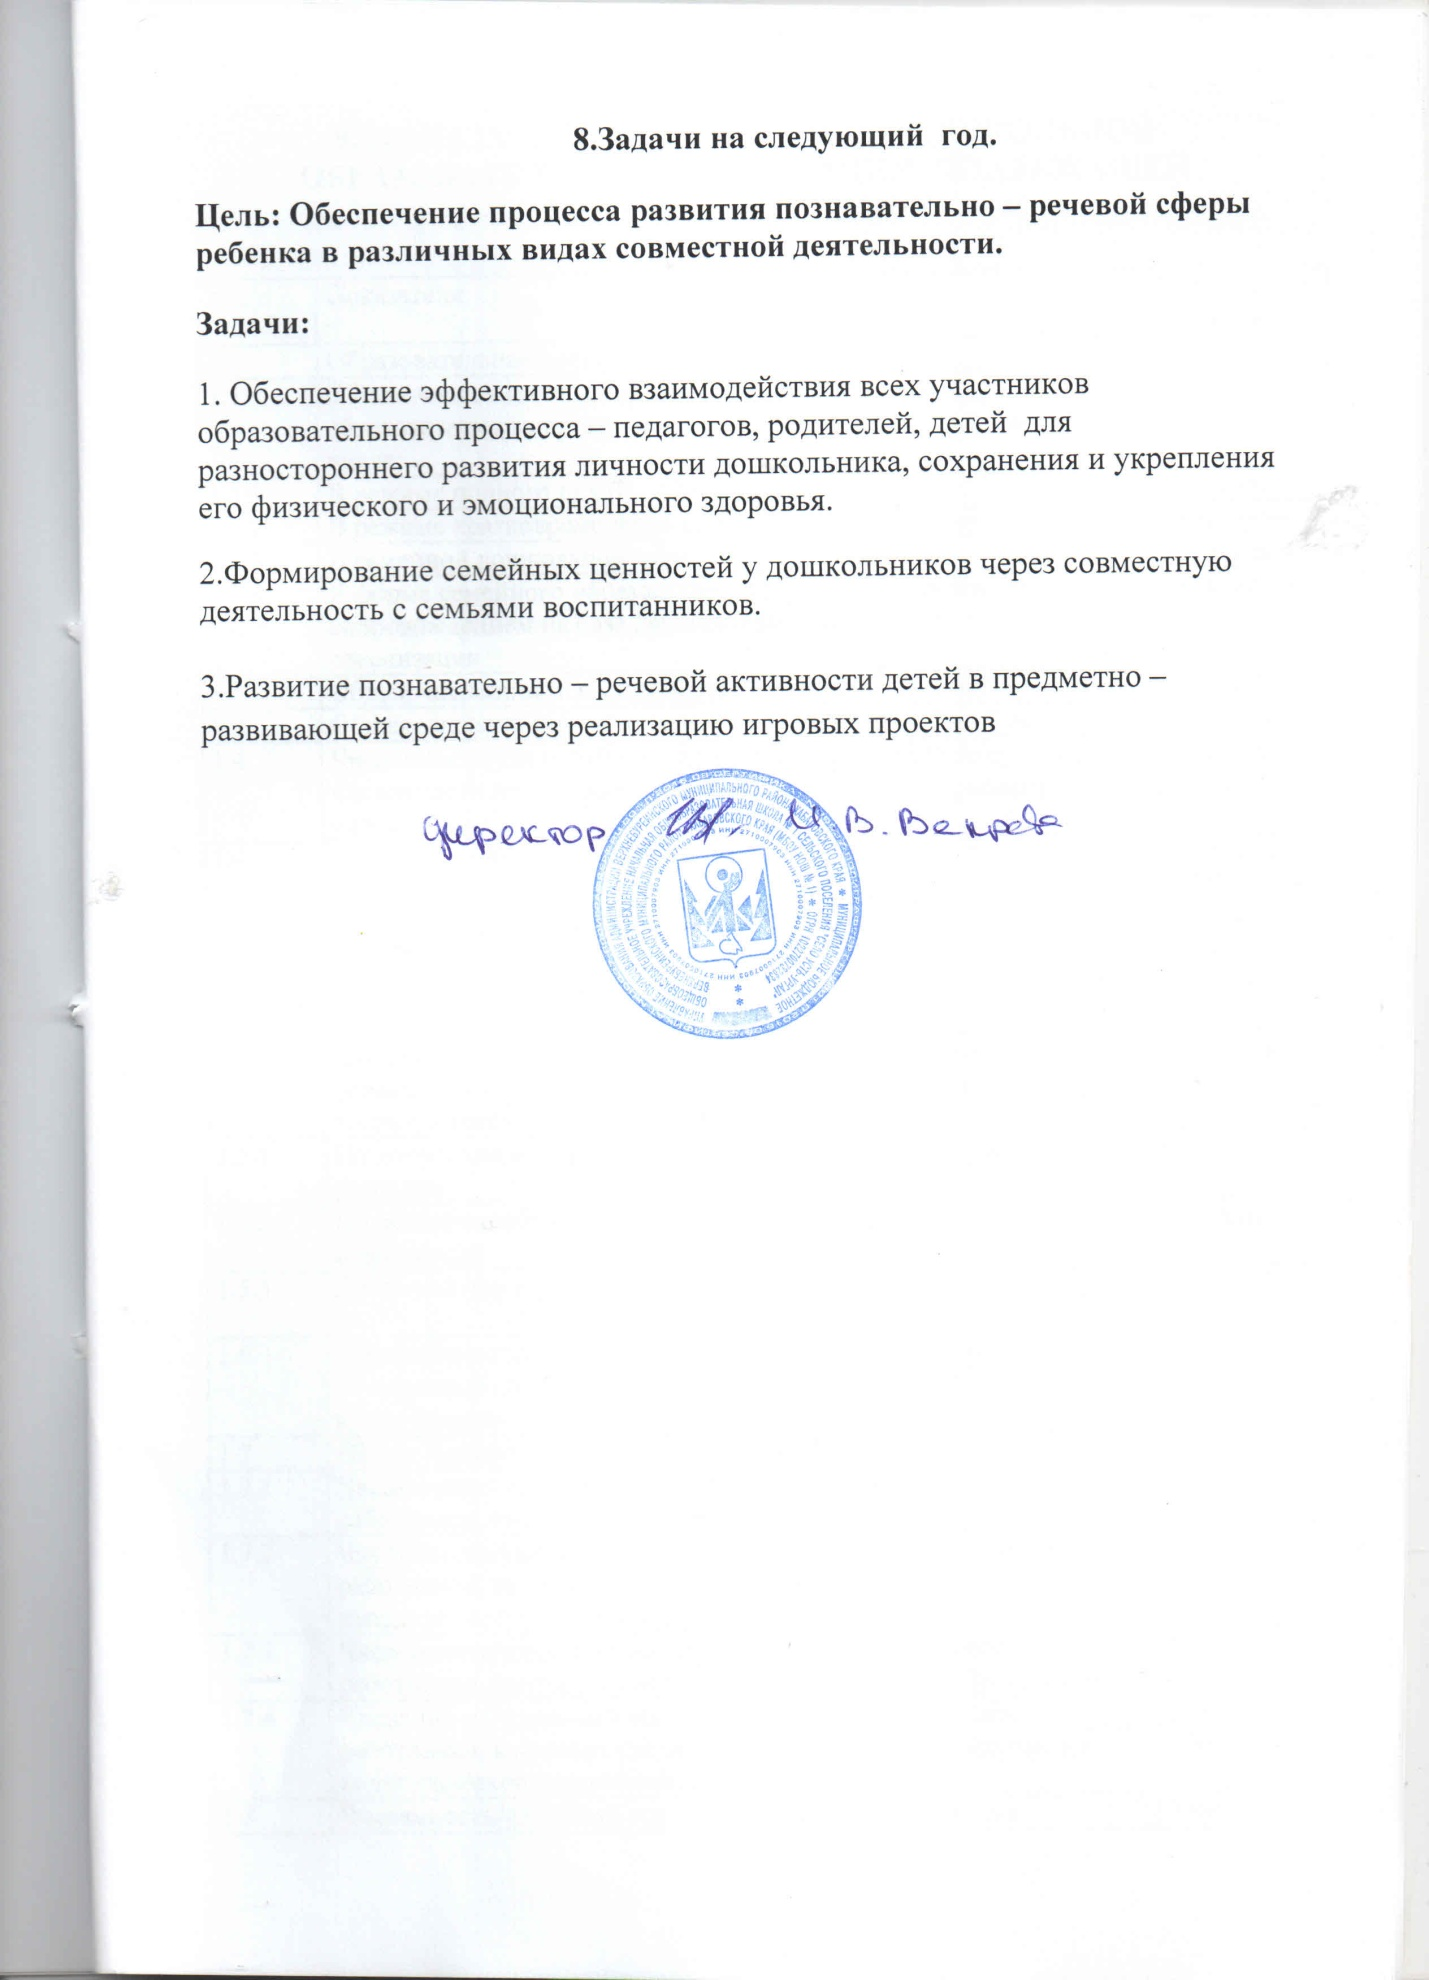 8.Задачи на следующий  год.
Цель: Обеспечение процесса развития познавательно – речевой сферы
ребенка в различных видах совместной деятельности.
Задачи:
1. Обеспечение эффективного взаимодействия всех участников
образовательного процесса – педагогов, родителей, детей  для
разностороннего развития личности дошкольника, сохранения и укрепления
его физического и эмоционального здоровья.
2.Формирование семейных ценностей у дошкольников через совместную
деятельность с семьями воспитанников.
3.Развитие познавательно – речевой активности детей в предметно –
развивающей среде через реализацию игровых проектов
директор И В.